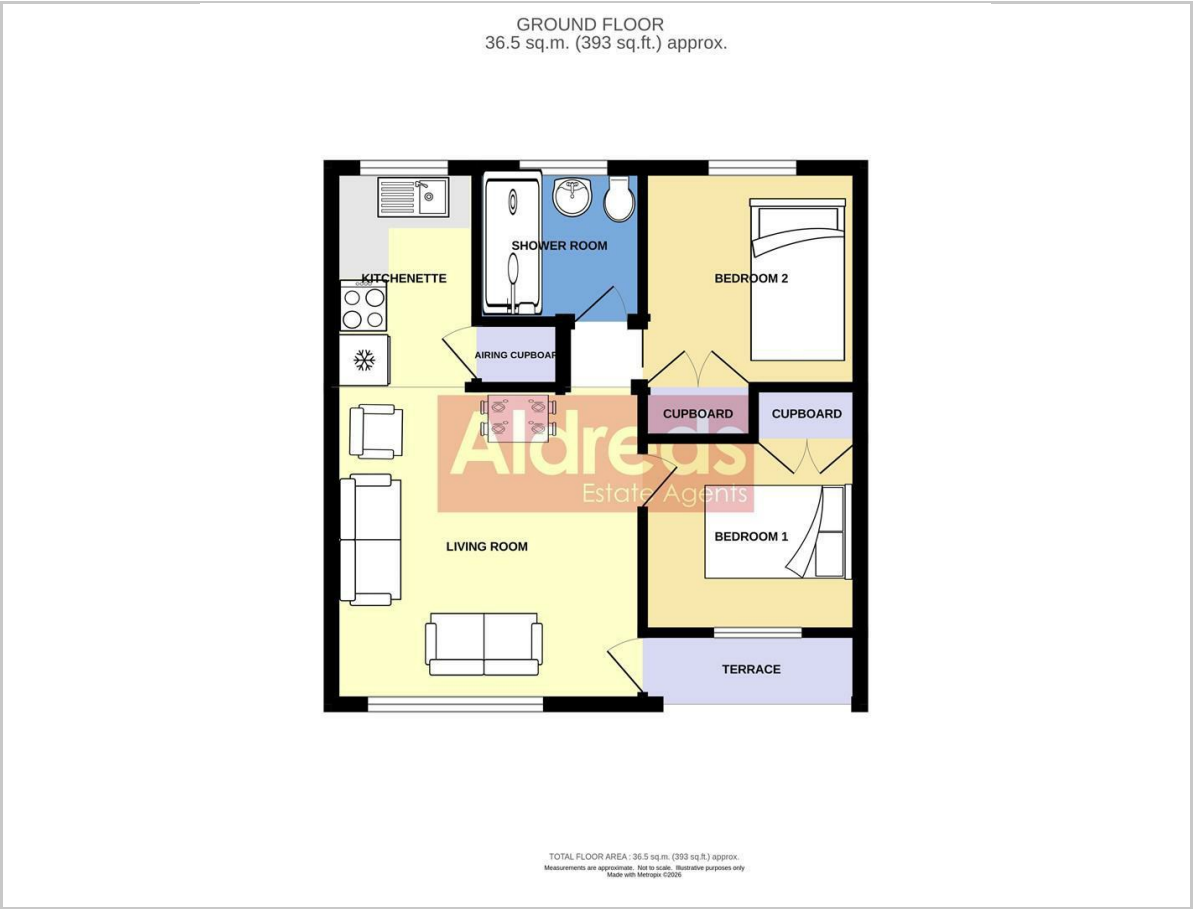 GROUND FLOOR
36.5 sq.m. (393 sq.ft.) approx.
SHOWER ROOM
KITCHENETTE
BEDROOM 2
AIRING CUPBOAR
CUPBOARD
CUPBOARD
Aldreds
Estate Agents
BEDROOM 1
LIVING ROOM
TERRACE
TOTAL FLOOR AREA : 36.5 sq.m. (393 sq.ft.) approx.
Measurements are approximate. Not to scale. Illustrative purposes only
Made with Metropix ©2026